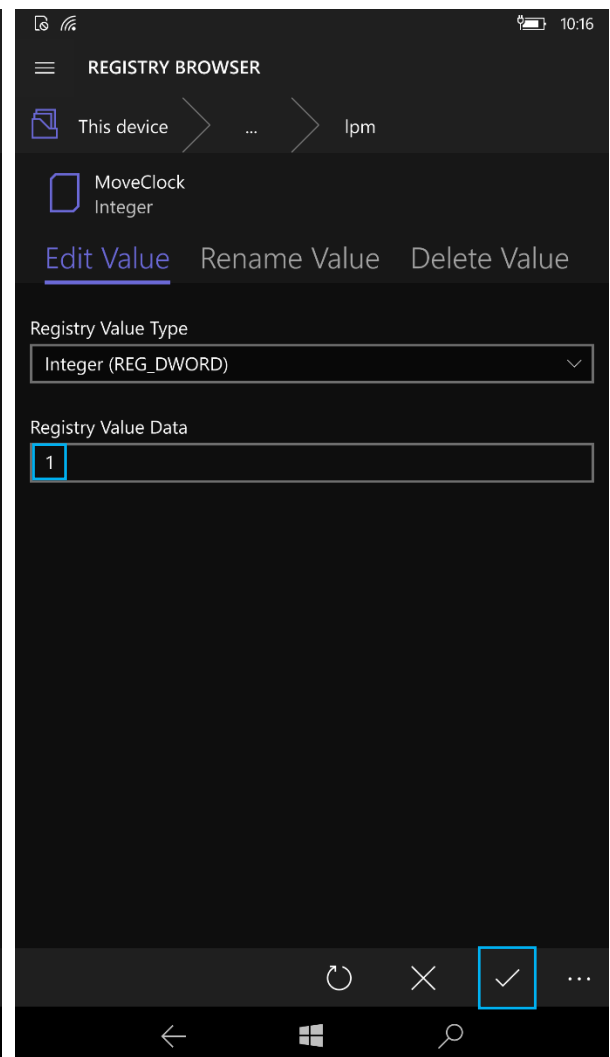 10:16
REGISTRY BROWSER
This device ... lpm
MoveClock
Integer
Edit Value Rename Value Delete Value
Registry Value Type
Integer (REG_DWORD)
Registry Value Data
1
...